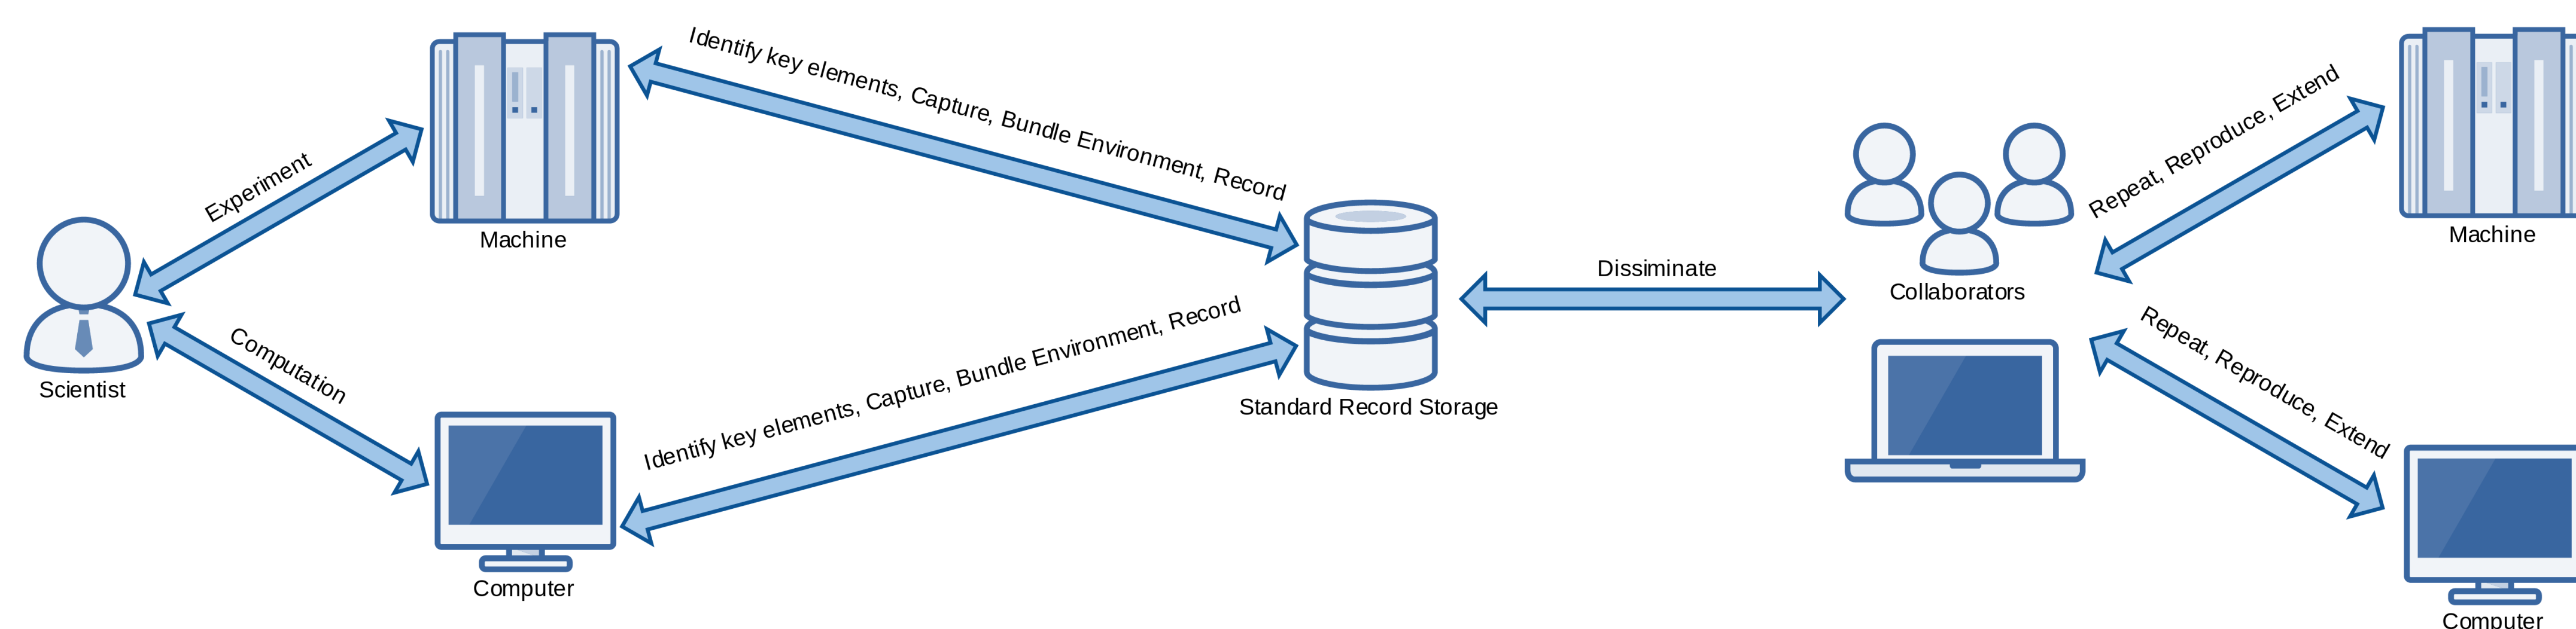 Experiment
Machine
Scientist
Computation
Computer
Identify key elements, Capture, Bundle Environment, Record
Identify key elements, Capture, Bundle Environment, Record
Standard Record Storage
Dissiminate
Collaborators
Repeat, Reproduce, Extend
Machine
Repeat, Reproduce, Extend
Computer